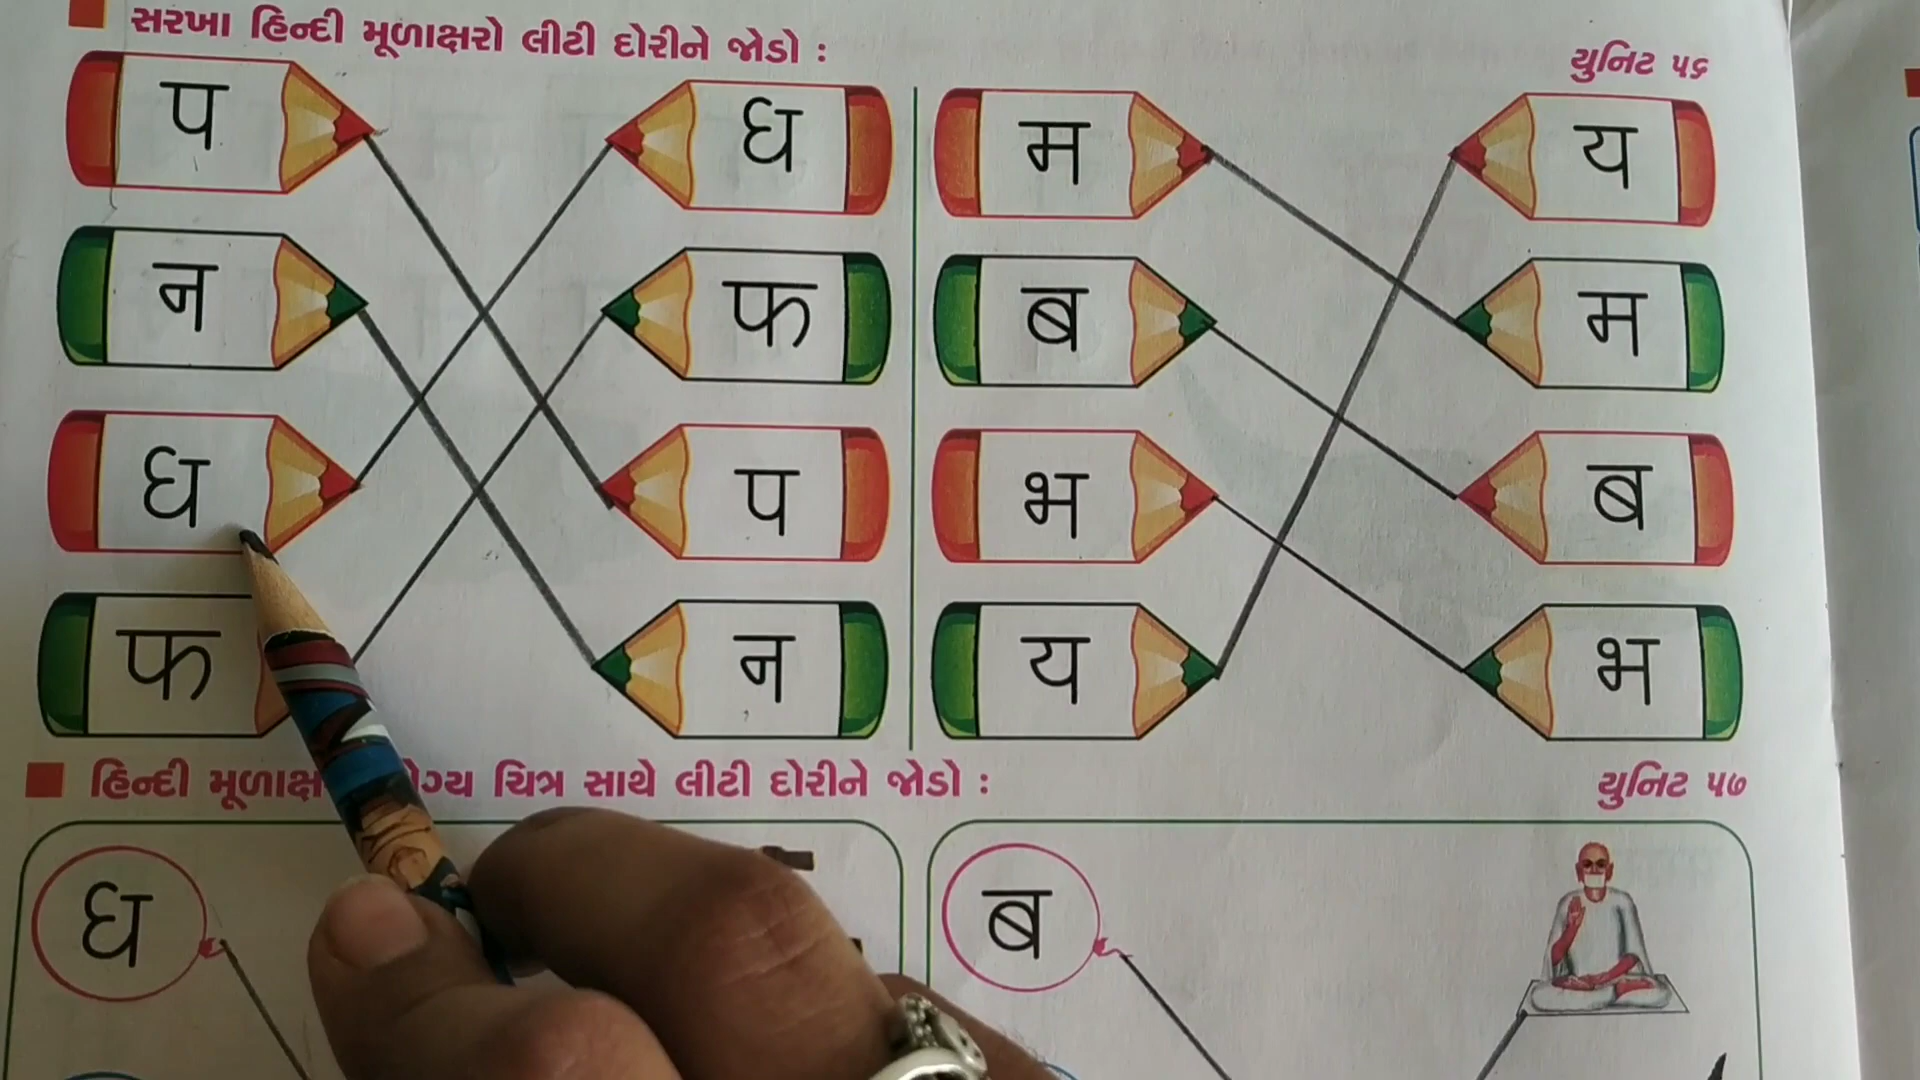 સરખા હિન્દી મૂળાક્ષરો લીટી દોરીને જોડો :
યુનિટ ૫૬
प ध म य
न फ ब म
ध प भ ब
फ न य भ
હિન્દી ચિત્ર સાથે લીટી દોરીને જોડો :
યુનિટ ૫૭
ध ब